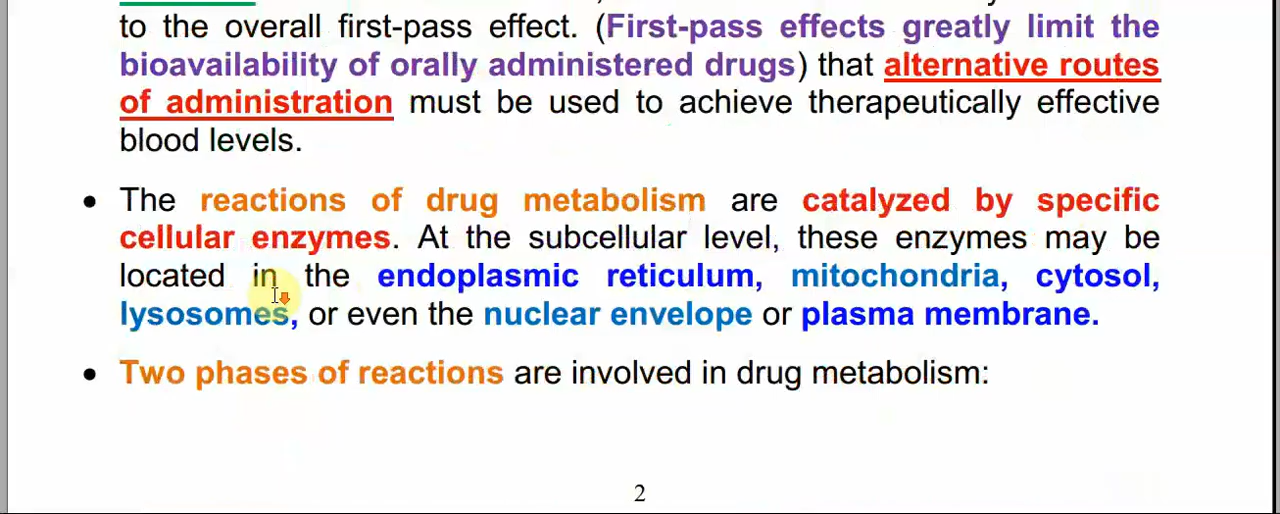 to the overall first-pass effect. (First-pass effects greatly limit the
bioavailability of orally administered drugs) that alternative routes
of administration must be used to achieve therapeutically effective
blood levels.
• The reactions of drug metabolism are catalyzed by specific
cellular enzymes. At the subcellular level, these enzymes may be
located in the endoplasmic reticulum, mitochondria, cytosol,
lysosomes, or even the nuclear envelope or plasma membrane.
• Two phases of reactions are involved in drug metabolism:
2